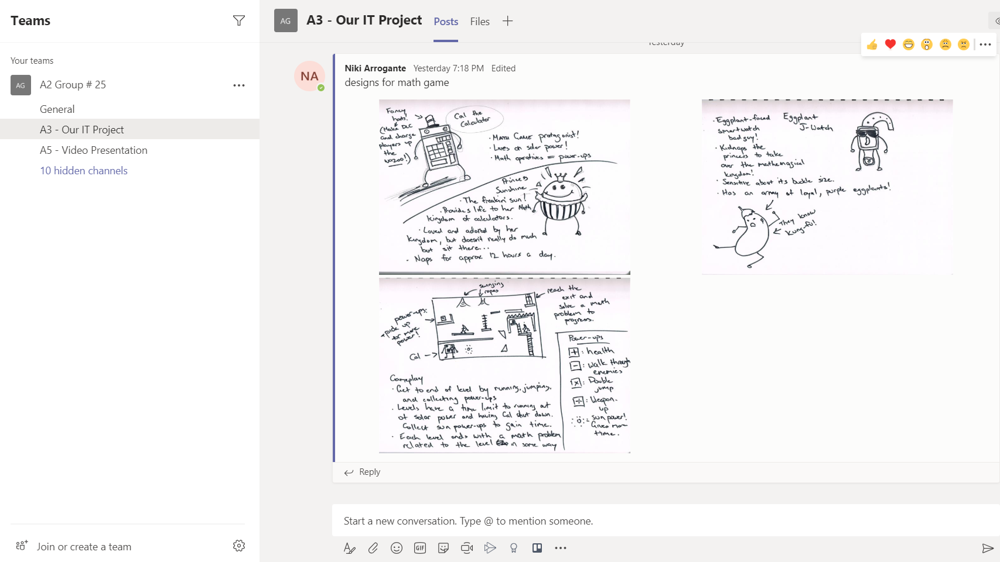 Teams
Your teams
AG
A2 Group # 25
General
A3 - Our IT Project
A5 - Video Presentation
10 hidden channels
Join or create a team
AG
A3 - Our IT Project
Posts
Files
Yesterday
NA
Niki Arrogante
Yesterday 7:18 PM
Edited
designs for math game
Fancy
hats!
(Make DLC
and charge
players up
the
wazoo!)
Cal the
Calculator
· MATH GAME protagonist!
· Lives on solar power!
· Math operatives = power-ups
Princess
Sunshine
· The freakin' sun!
· Provides life to her Math
kingdom of calculators.
· Loved and adored by her
kingdom, but doesn't really do much
but sit there...
- Naps for approx 12 hours a day.
· Eggplant-faced
smartwatch
bad guy!
Eggplant
J-Watch
· Kidnaps the
princess to take
over the mathemagical
kingdom!
· Sensitive about its buckle size.
· Has an array of loyal, purple eggplants!
They know
kung-fu!
swinging
ropes
reach the
exit and
solve a math
problem to
progress.
power-ups:
pick up
for more
power!
Cal
Gameplay
· Get to end of level by running, jumping,
and collecting power-ups
· Levels have a time limit to running out
of solar power and having Cal shut down.
Collect sun power-ups to gain time.
· Each level ends with a math problem
related to the level in some way
Power-ups
+ : health
- : walk through
enemies
x : Double
jump
÷ : Weapon-
up
: sun power!
Gives more
time.
Reply
Start a new conversation. Type @ to mention someone.
GIF